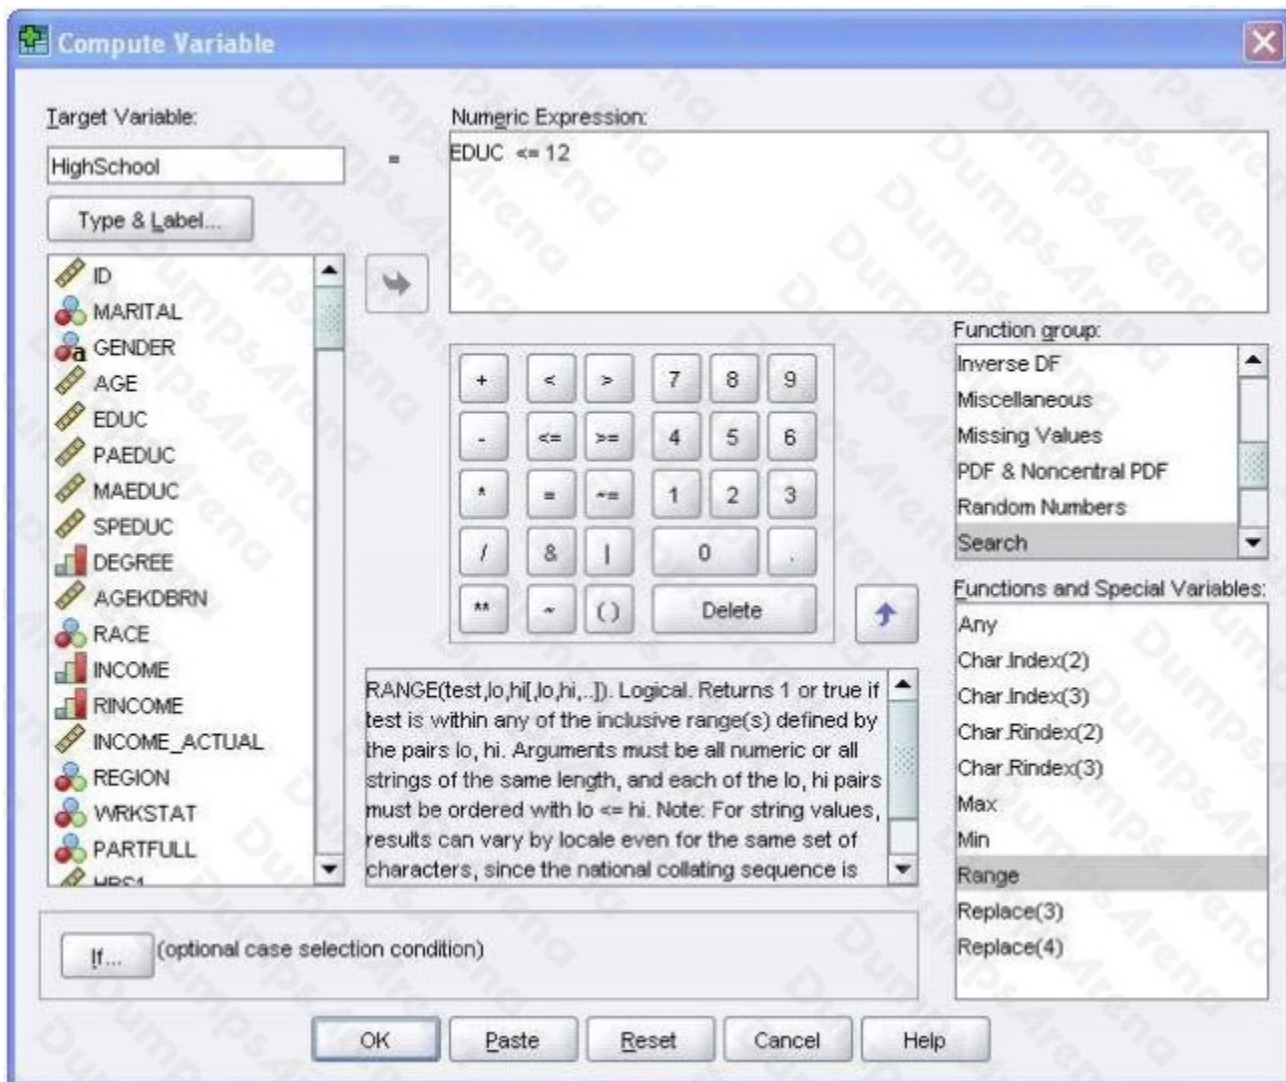 Compute Variable
Target Variable:
HighSchool
=
Numeric Expression:
EDUC <= 12
Type & Label...
ID
MARITAL
GENDER
AGE
EDUC
PAEDUC
MAEDUC
SPEDUC
DEGREE
AGEKDBRN
RACE
INCOME
RINCOME
INCOME_ACTUAL
REGION
WRKSTAT
PARTFULL
HRS1
+ < > 7 8 9
- <= >= 4 5 6
* = ~= 1 2 3
/ & | 0 .
** ~ ( ) Delete
Function group:
Inverse DF
Miscellaneous
Missing Values
PDF & Noncentral PDF
Random Numbers
Search
Functions and Special Variables:
Any
Char.Index(2)
Char.Index(3)
Char.Rindex(2)
Char.Rindex(3)
Max
Min
Range
Replace(3)
Replace(4)
RANGE(test,lo,hi[,lo,hi,..]). Logical. Returns 1 or true if
test is within any of the inclusive range(s) defined by
the pairs lo, hi. Arguments must be all numeric or all
strings of the same length, and each of the lo, hi pairs
must be ordered with lo <= hi. Note: For string values,
results can vary by locale even for the same set of
characters, since the national collating sequence is
If... (optional case selection condition)
OK Paste Reset Cancel Help
DumpsArena